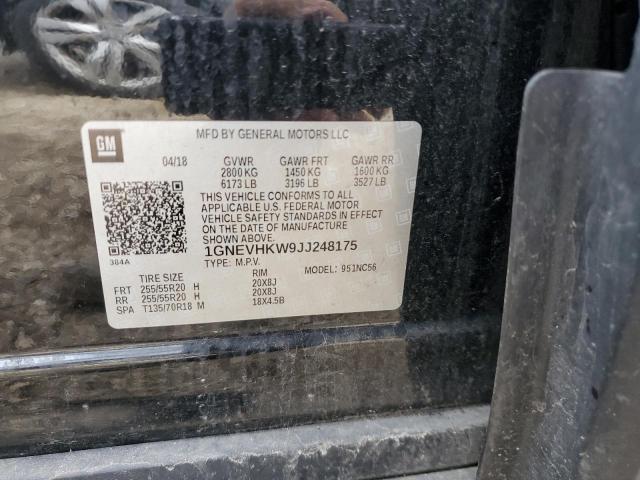 GM
MFD BY GENERAL MOTORS LLC
04/18 GVWR GAWR FRT GAWR RR
2800 KG 1450 KG 1600 KG
6173 LB 3196 LB 3527 LB
THIS VEHICLE CONFORMS TO ALL
APPLICABLE U.S. FEDERAL MOTOR
VEHICLE SAFETY STANDARDS IN EFFECT
ON THE DATE OF MANUFACTURE
SHOWN ABOVE.
384A 1GNEVHKW9JJ248175
TYPE: M.P.V. MODEL: 951NC56
TIRE SIZE RIM
FRT 255/55R20 H 20X8J
RR 255/55R20 H 20X8J
SPA T135/70R18 M 18X4.5B